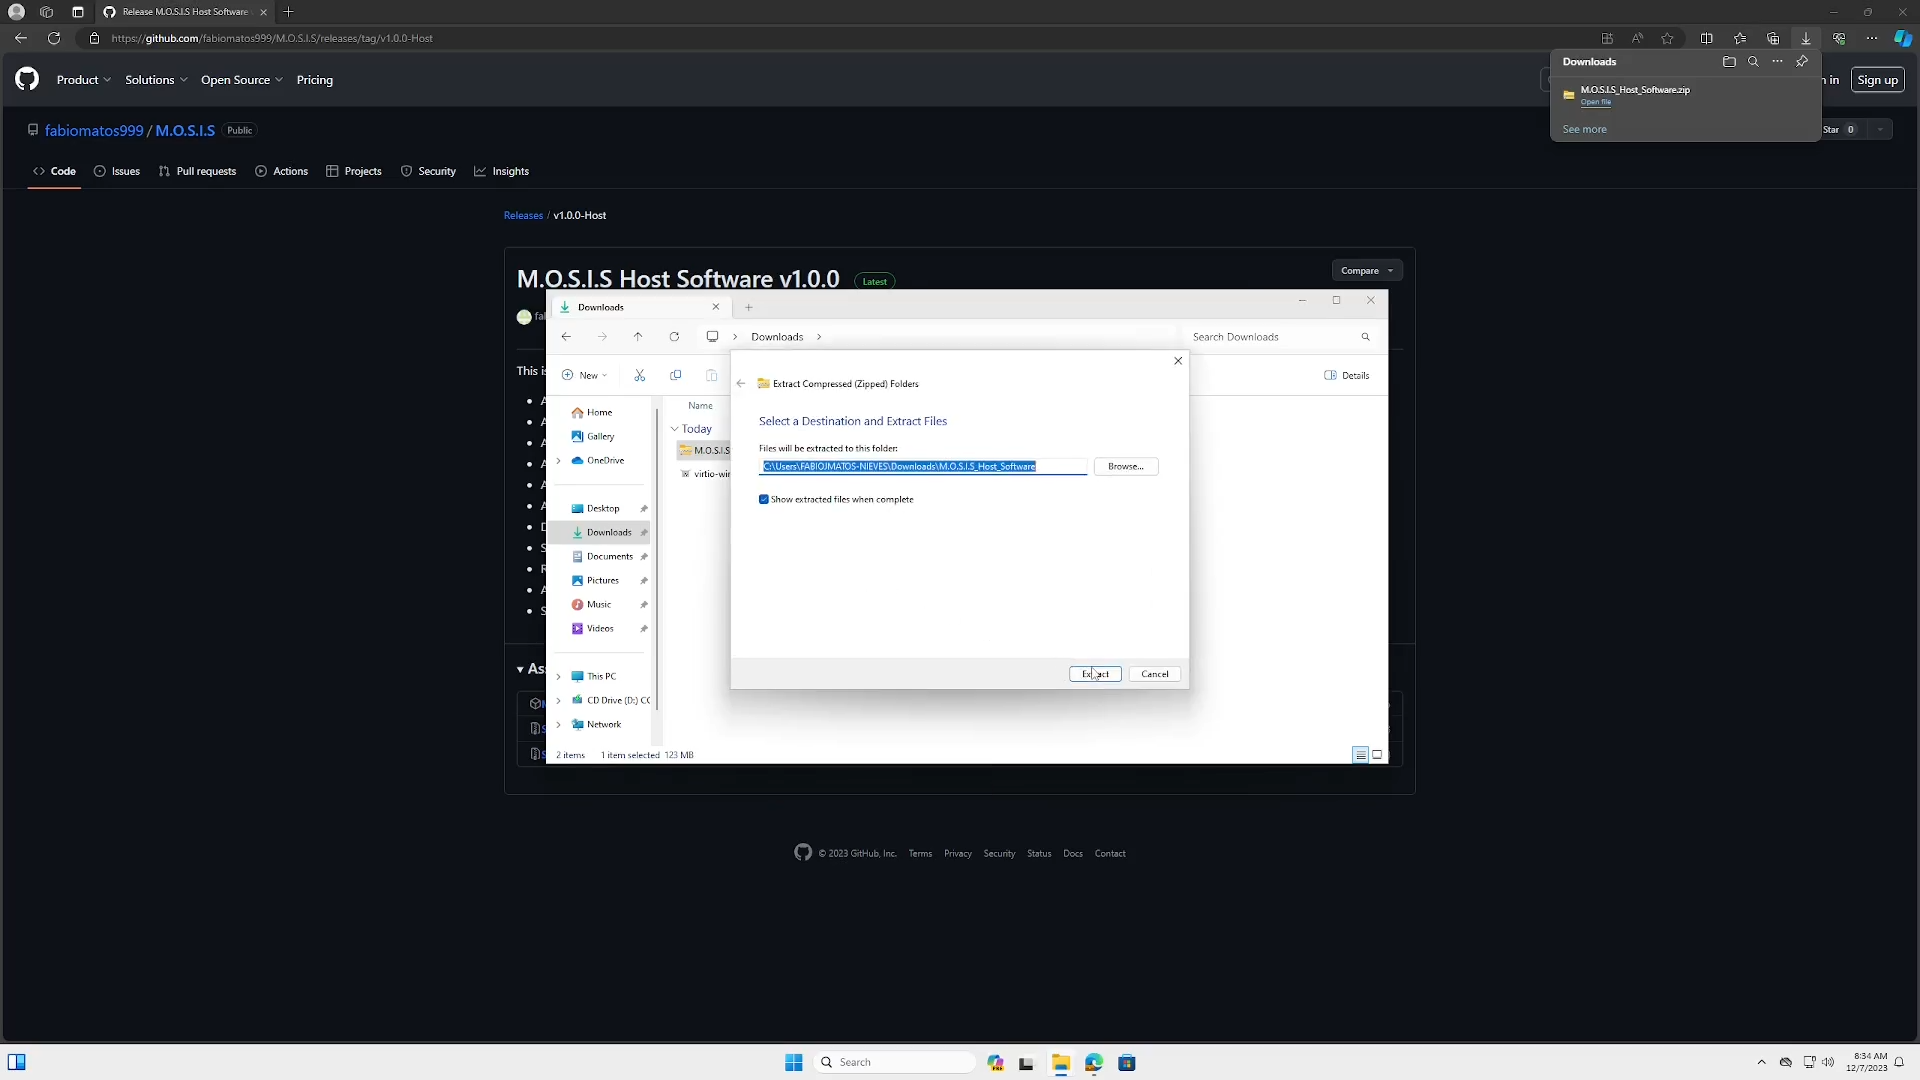 Release M.O.S.I.S Host Software
https://github.com/fabiomatos999/M.O.S.I.S/releases/tag/v1.0.0-Host
Downloads
M.O.S.I.S_Host_Software.zip
Open file
See more
Product
Solutions
Open Source
Pricing
in
Sign up
fabiomatos999 / M.O.S.I.S
Public
Star 0
Code
Issues
Pull requests
Actions
Projects
Security
Insights
Releases / v1.0.0-Host
M.O.S.I.S Host Software v1.0.0
Latest
Compare
Downloads
Downloads
Search Downloads
New
Details
Home
Gallery
OneDrive
Desktop
Downloads
Documents
Pictures
Music
Videos
This PC
CD Drive (D:) CC
Network
Name
Today
M.O.S.I.S
virtio-win
Extract Compressed (Zipped) Folders
Select a Destination and Extract Files
Files will be extracted to this folder:
C:\Users\FABIOJMATOS-NIEVES\Downloads\M.O.S.I.S_Host_Software
Browse...
Show extracted files when complete
Extract
Cancel
2 items
1 item selected 123 MB
© 2023 GitHub, Inc.
Terms
Privacy
Security
Status
Docs
Contact
Search
8:34 AM
12/7/2023